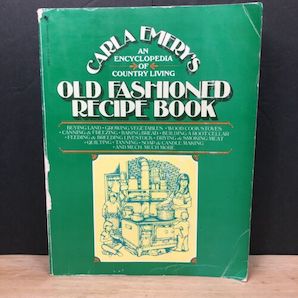 CARLA EMERY'S
AN
ENCYCLOPEDIA
• OF •
COUNTRY LIVING
OLD FASHIONED
RECIPE BOOK
BUYING LAND • GROWING VEGETABLES • WOOD COOK STOVES
• CANNING & FREEZING • BAKING BREAD • BUILDING A ROOT CELLAR
• FEEDING & BREEDING LIVESTOCK • DRYING & SMOKING MEAT
• QUILTING • TANNING • SOAP & CANDLE MAKING
• AND MUCH, MUCH MORE